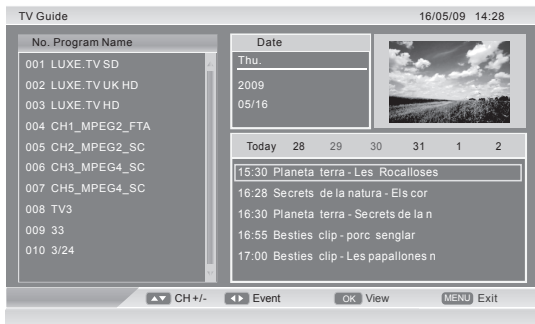 TV Guide 16/05/09 14:28
No. Program Name
001 LUXE.TV SD
002 LUXE.TV UK HD
003 LUXE.TV HD
004 CH1_MPEG2_FTA
005 CH2_MPEG2_SC
006 CH3_MPEG4_SC
007 CH5_MPEG4_SC
008 TV3
009 33
010 3/24
Date
Thu.
2009
05/16
Today 28 29 30 31 1 2
15:30 Planeta terra - Les Rocalloses
16:28 Secrets de la natura - Els cor
16:30 Planeta terra - Secrets de la n
16:55 Besties clip - porc senglar
17:00 Besties clip - Les papallones n
CH+/- Event OK View MENU Exit